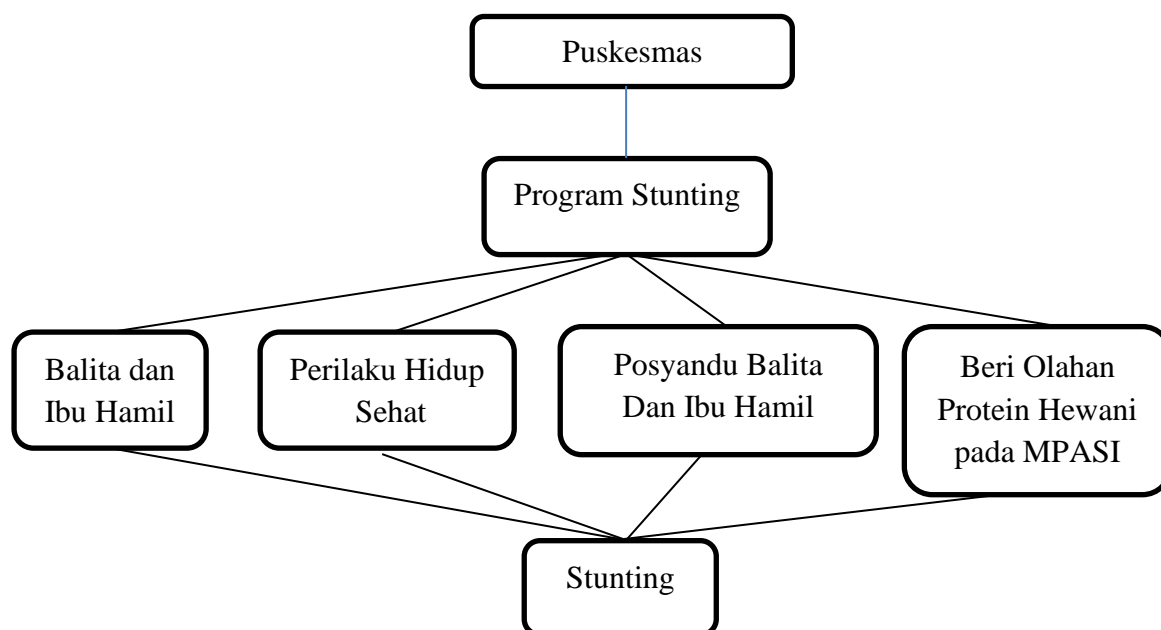 Puskesmas
Program Stunting
Balita dan
Ibu Hamil
Perilaku Hidup
Sehat
Posyandu Balita
Dan Ibu Hamil
Beri Olahan
Protein Hewani
pada MPASI
Stunting